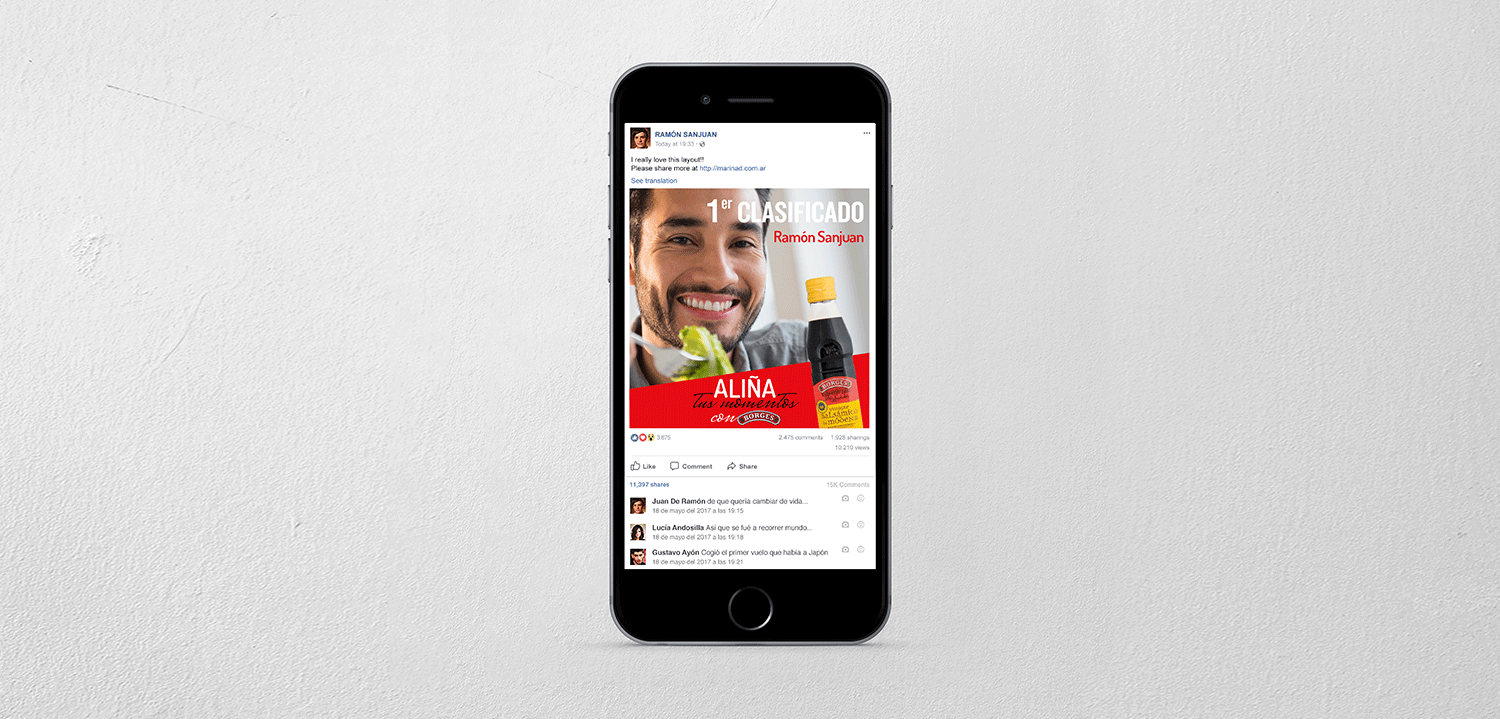 RAMÓN SANJUAN
Today at 19:33 ·
I really love this layout!!
Please share more at http://marinad.com.ar
See translation
1er CLASIFICADO
Ramón Sanjuan
BORGES
vinagre
balsámico
de
módena
ALIÑA
tus momentos
con BORGES
3.675
2.475 comments 1.928 sharings
10.210 views
Like Comment Share
11,397 shares 15K Comments
Juan De Ramón de que quería cambiar de vida...
18 de mayo del 2017 a las 19:15
Lucía Andosilla Asi que se fué a recorrer mundo...
18 de mayo del 2017 a las 19:18
Gustavo Ayón Cogió el primer vuelo que habia a Japón
18 de mayo del 2017 a las 19:21